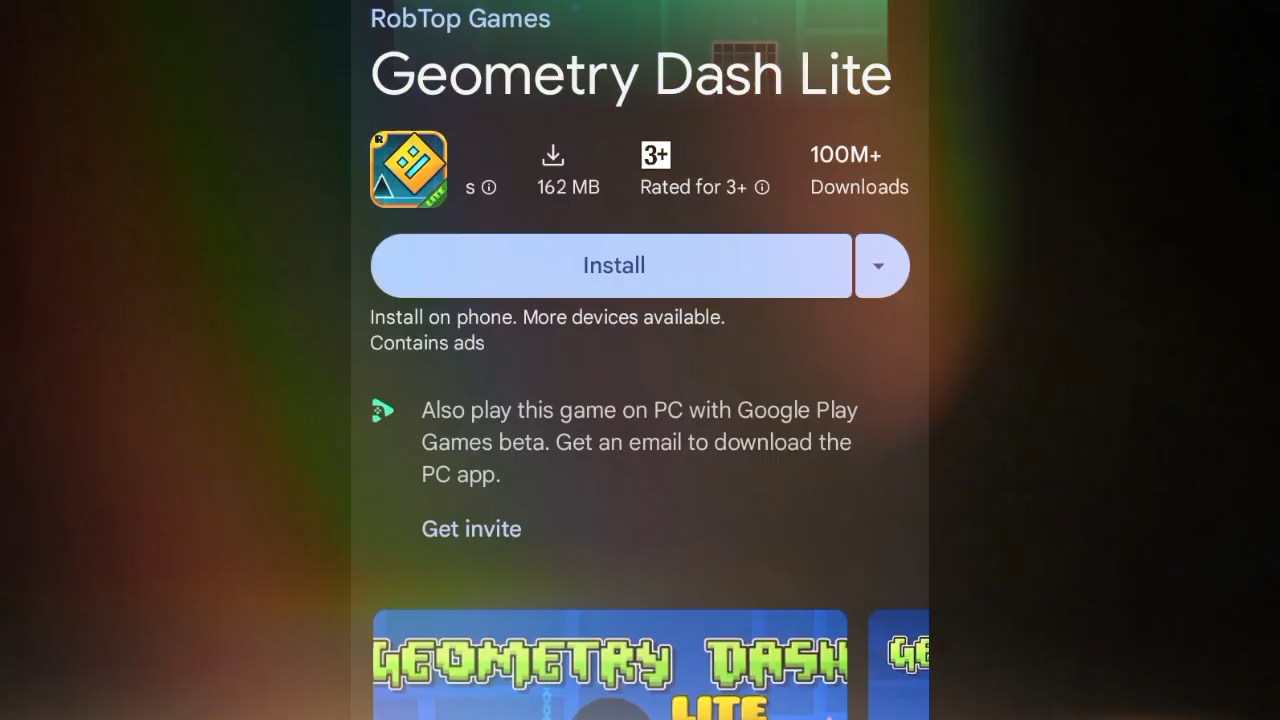 RobTop Games
Geometry Dash Lite
R
LITE
s
162 MB
3+
Rated for 3+
100M+
Downloads
Install
Install on phone. More devices available.
Contains ads
Also play this game on PC with Google Play
Games beta. Get an email to download the
PC app.
Get invite
GEOMETRY DASH
LITE
GE